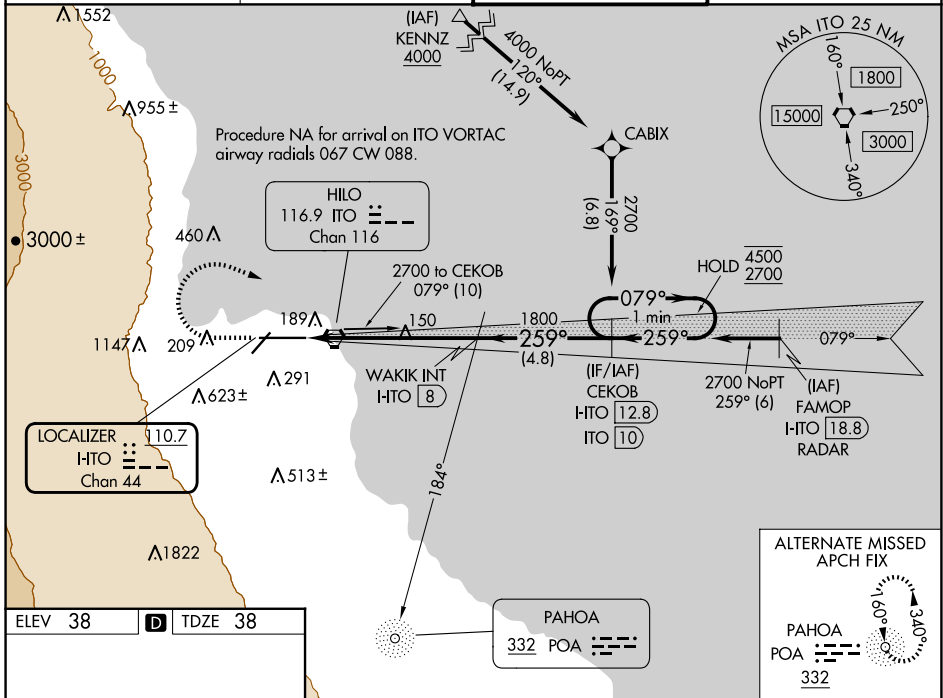 1552
1000
955 ±
3000
3000 ±
(IAF)
KENNZ
4000
4000 NoPT
120°
(14.9)
CABIX
MSA ITO 25 NM
160°
1800
15000
250°
3000
340°
Procedure NA for arrival on ITO VORTAC
airway radials 067 CW 088.
HILO
116.9 ITO
Chan 116
460
2700
169°
(6.8)
2700 to CEKOB
079° (10)
HOLD
4500
2700
079°
1 min
189
150
1800
259°
259°
079°
(4.8)
1147
209
291
623 ±
WAKIK INT
I-ITO 8
(IF/IAF)
CEKOB
I-ITO 12.8
ITO 10
2700 NoPT
259° (6)
(IAF)
FAMOP
I-ITO 18.8
RADAR
LOCALIZER 110.7
I-ITO
Chan 44
513 ±
184°
1822
ALTERNATE MISSED
APCH FIX
160°
340°
PAHOA
POA
332
PAHOA
332 POA
ELEV 38 D TDZE 38